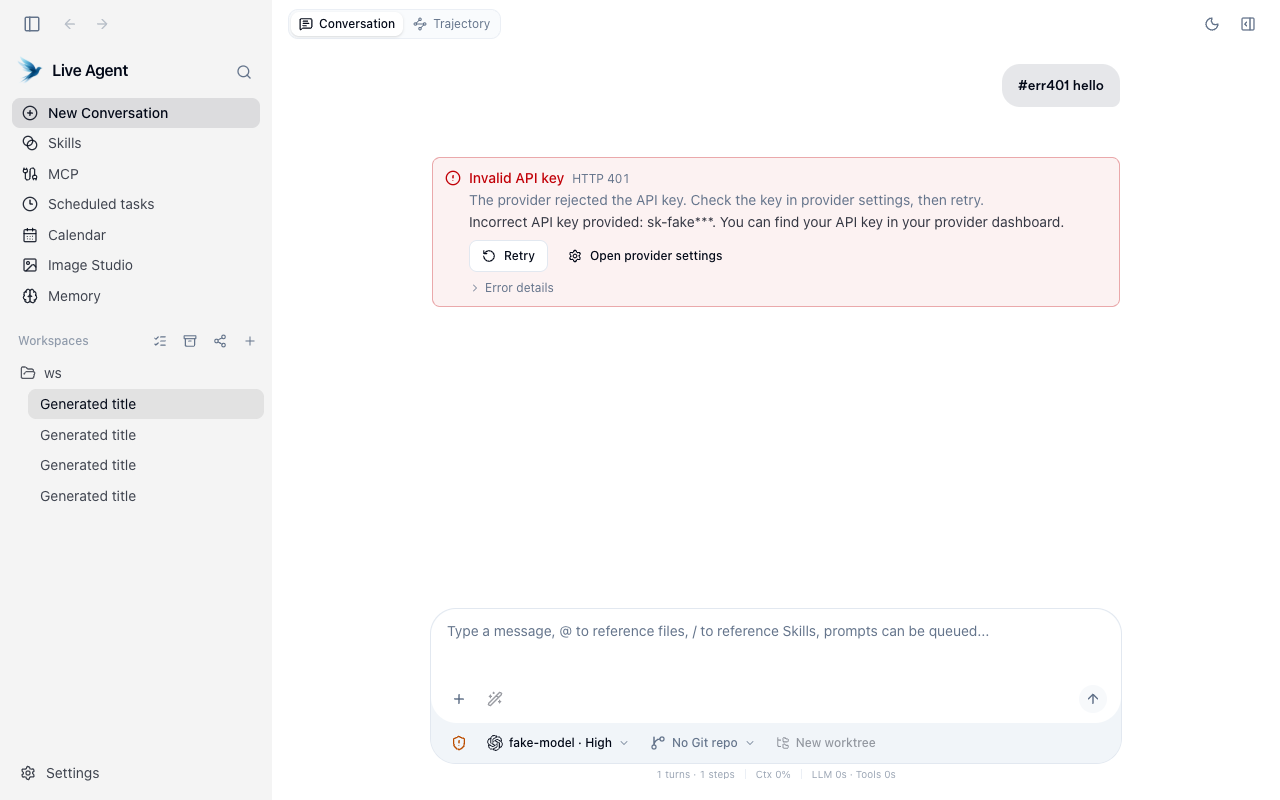 Conversation
Trajectory
Live Agent
New Conversation
Skills
MCP
Scheduled tasks
Calendar
Image Studio
Memory
Workspaces
ws
Generated title
Generated title
Generated title
Generated title
Settings
#err401 hello
Invalid API key HTTP 401
The provider rejected the API key. Check the key in provider settings, then retry.
Incorrect API key provided: sk-fake***. You can find your API key in your provider dashboard.
Retry
Open provider settings
Error details
Type a message, @ to reference files, / to reference Skills, prompts can be queued...
fake-model · High
No Git repo
New worktree
1 turns · 1 steps
Ctx 0%
LLM 0s · Tools 0s